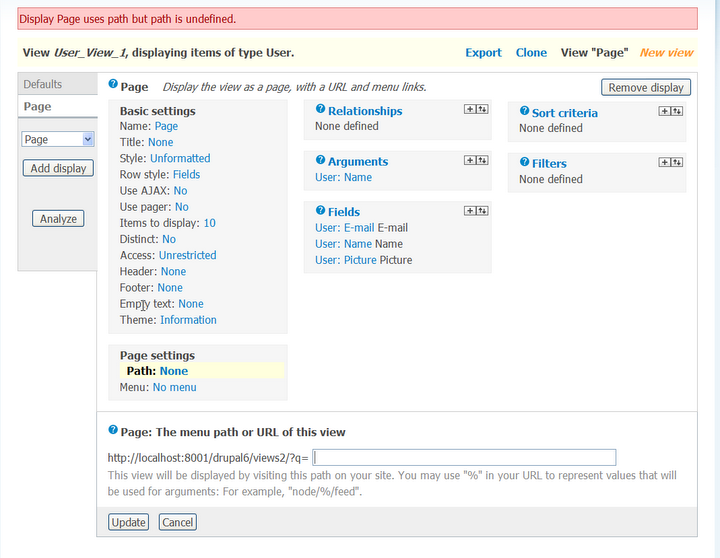 Display Page uses path but path is undefined.
View User_View_1, displaying items of type User.
Export Clone View "Page" New view
Defaults
Page
Page
Add display
Analyze
Page Display the view as a page, with a URL and menu links.
Remove display
Basic settings
Name: Page
Title: None
Style: Unformatted
Row style: Fields
Use AJAX: No
Use pager: No
Items to display: 10
Distinct: No
Access: Unrestricted
Header: None
Footer: None
Empty text: None
Theme: Information
Page settings
Path: None
Menu: No menu
Relationships
None defined
Arguments
User: Name
Fields
User: E-mail E-mail
User: Name Name
User: Picture Picture
Sort criteria
None defined
Filters
None defined
Page: The menu path or URL of this view
http://localhost:8001/drupal6/views2/?q=
This view will be displayed by visiting this path on your site. You may use "%" in your URL to represent values that will
be used for arguments: For example, "node/%/feed".
Update Cancel